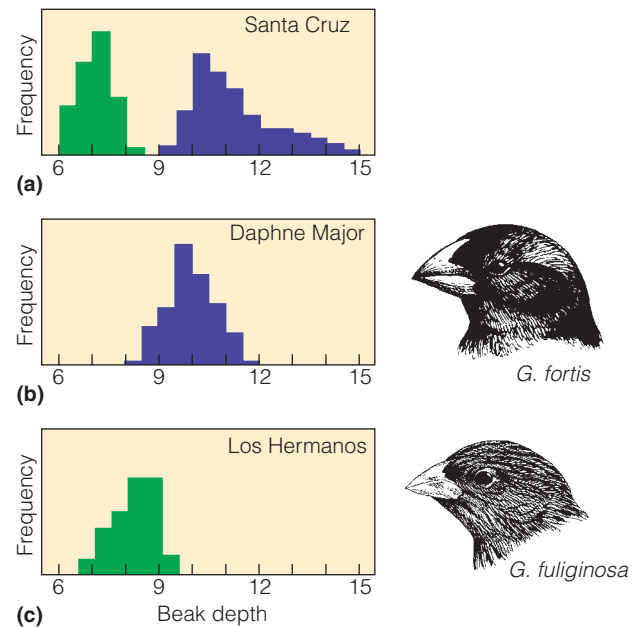 Santa Cruz
Frequency
6 9 12 15
(a)
Daphne Major
Frequency
6 9 12 15
(b)
G. fortis
Los Hermanos
Frequency
6 9 12 15
(c)
Beak depth
G. fuliginosa